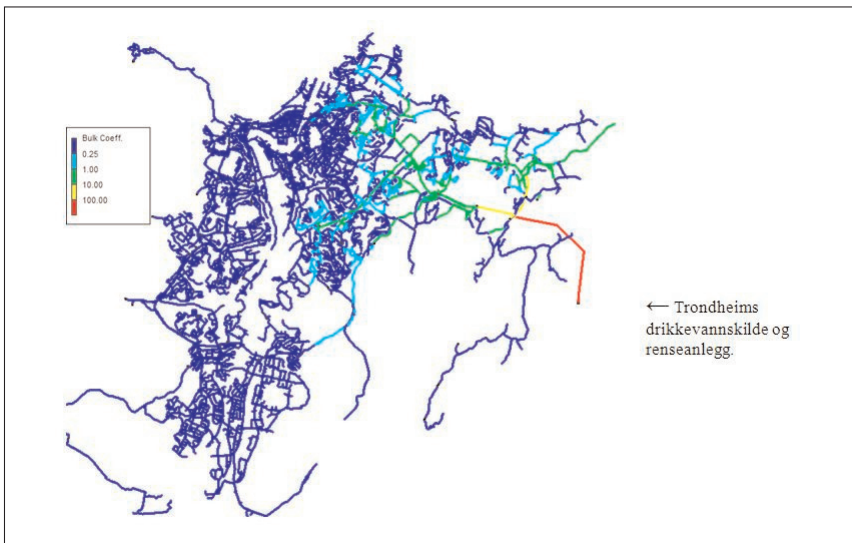 Bulk Coeff.
0.25
1.00
10.00
100.00
← Trondheims
drikkevannskilde og
renseanlegg.